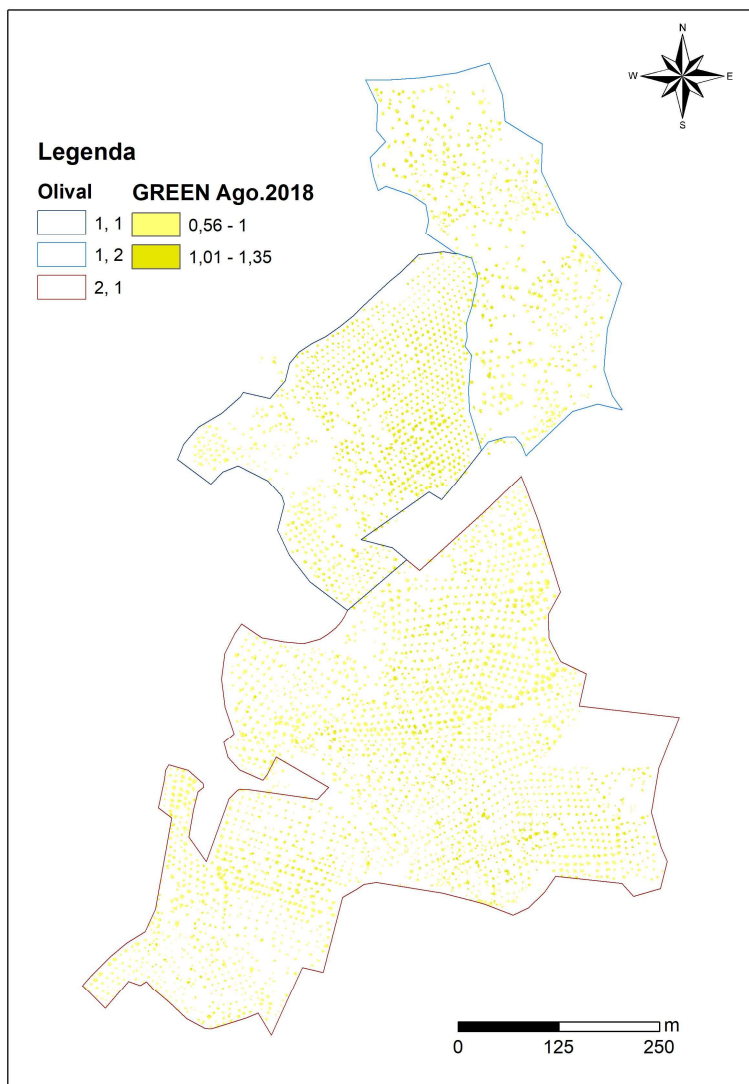 N
W E
S
Legenda
Olival GREEN Ago.2018
1, 1 0,56 - 1
1, 2 1,01 - 1,35
2, 1
m
0 125 250